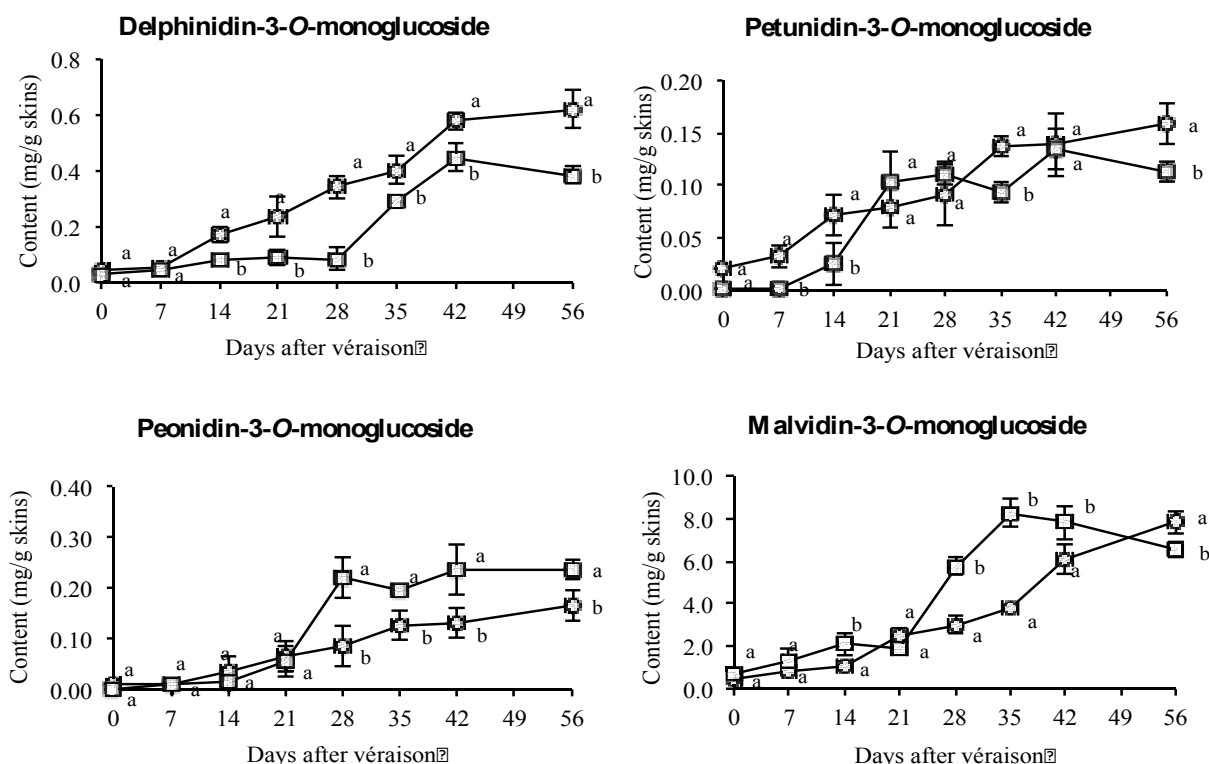 Delphinidin-3-O-monoglucoside
Content (mg/g skins)
0.8
0.6
0.4
0.2
0.0
a a a a a a a a
a a b b b b b b
0 7 14 21 28 35 42 49 56
Days after véraison⍰
Petunidin-3-O-monoglucoside
Content (mg/g skins)
0.20
0.15
0.10
0.05
0.00
a a a a a a a a
a b b a a b a b
0 7 14 21 28 35 42 49 56
Days after véraison⍰
Peonidin-3-O-monoglucoside
Content (mg/g skins)
0.40
0.30
0.20
0.10
0.00
a a a a a a a a
a a a a b b b b
0 7 14 21 28 35 42 49 56
Days after véraison⍰
Malvidin-3-O-monoglucoside
Content (mg/g skins)
10.0
8.0
6.0
4.0
2.0
0.0
a a b a b b b a
a a a a a a a b
0 7 14 21 28 35 42 49 56
Days after véraison⍰